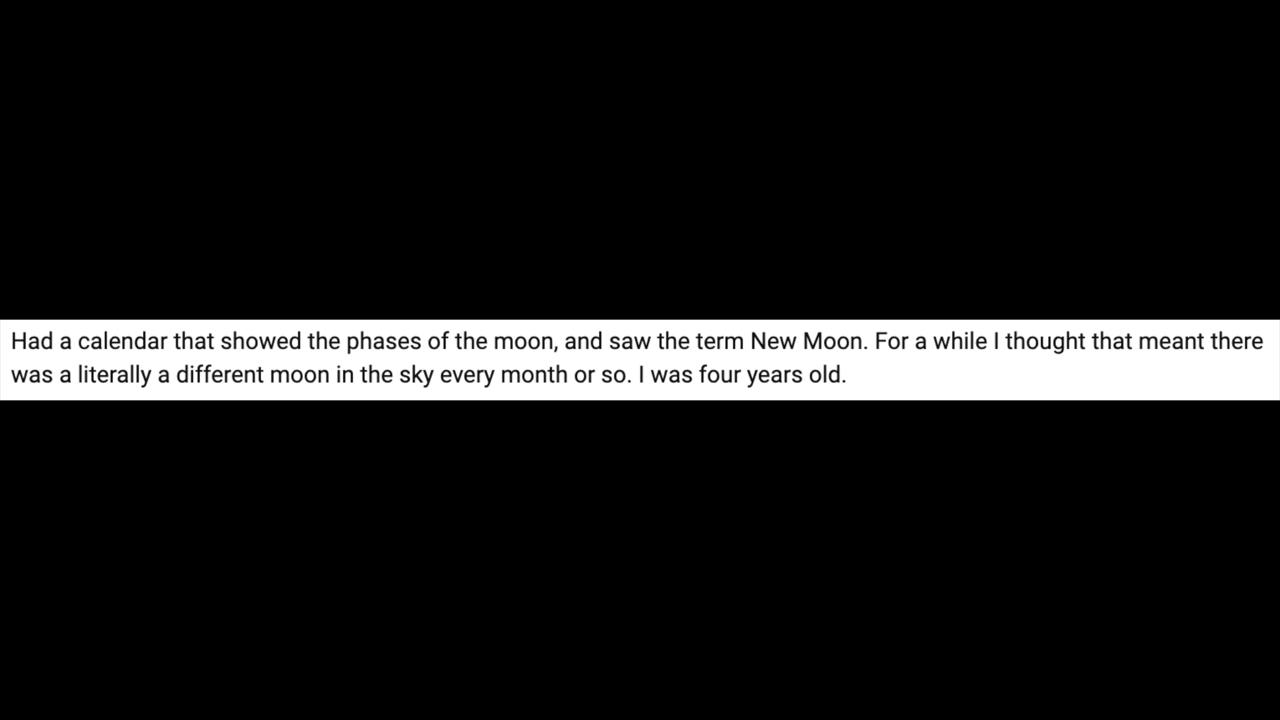 Had a calendar that showed the phases of the moon, and saw the term New Moon. For a while I thought that meant there
was a literally a different moon in the sky every month or so. I was four years old.